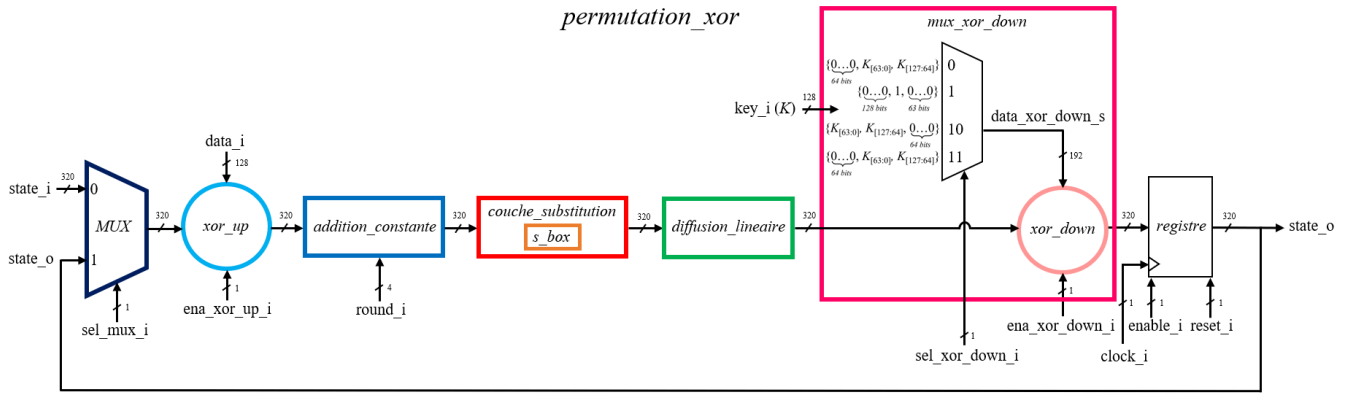 permutation_xor
mux_xor_down
{0…0, K[63:0], K[127:64]} 0
64 bits
{0…0, 1, 0…0} 1
128 bits 63 bits
key_i (K) 128
{K[63:0], K[127:64], 0…0} 10
64 bits
{0…0, K[63:0], K[127:64]} 11
64 bits
data_xor_down_s
192
data_i
128
state_i 320 0
MUX
state_o 1
320
xor_up
320
addition_constante
320
couche_substitution
s_box
320
diffusion_lineaire
320
xor_down
320
registre
320
state_o
1
sel_mux_i
1
ena_xor_up_i
4
round_i
1
sel_xor_down_i
1
ena_xor_down_i
1
clock_i
1
enable_i
1
reset_i